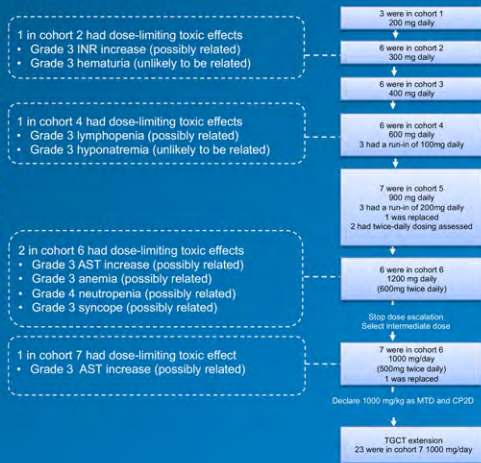 3 were in cohort 1
200 mg daily
1 in cohort 2 had dose-limiting toxic effects
• Grade 3 INR increase (possibly related)
• Grade 3 hematuria (unlikely to be related)
6 were in cohort 2
300 mg daily
6 were in cohort 3
400 mg daily
1 in cohort 4 had dose-limiting toxic effects
• Grade 3 lymphopenia (possibly related)
• Grade 3 hyponatremia (unlikely to be related)
6 were in cohort 4
600 mg daily
3 had a run-in of 100mg daily
7 were in cohort 5
900 mg daily
3 had a run-in of 200mg daily
1 was replaced
2 had twice-daily dosing assessed
2 in cohort 6 had dose-limiting toxic effects
• Grade 3 AST increase (possibly related)
• Grade 3 anemia (possibly related)
• Grade 4 neutropenia (possibly related)
• Grade 3 syncope (possibly related)
6 were in cohort 6
1200 mg daily
(600mg twice daily)
Stop dose escalation
Select intermediate dose
1 in cohort 7 had dose-limiting toxic effect
• Grade 3 AST increase (possibly related)
7 were in cohort 6
1000 mg/day
(500mg twice daily)
1 was replaced
Declare 1000 mg/kg as MTD and CP2D
TGCT extension
23 were in cohort 7 1000 mg/day